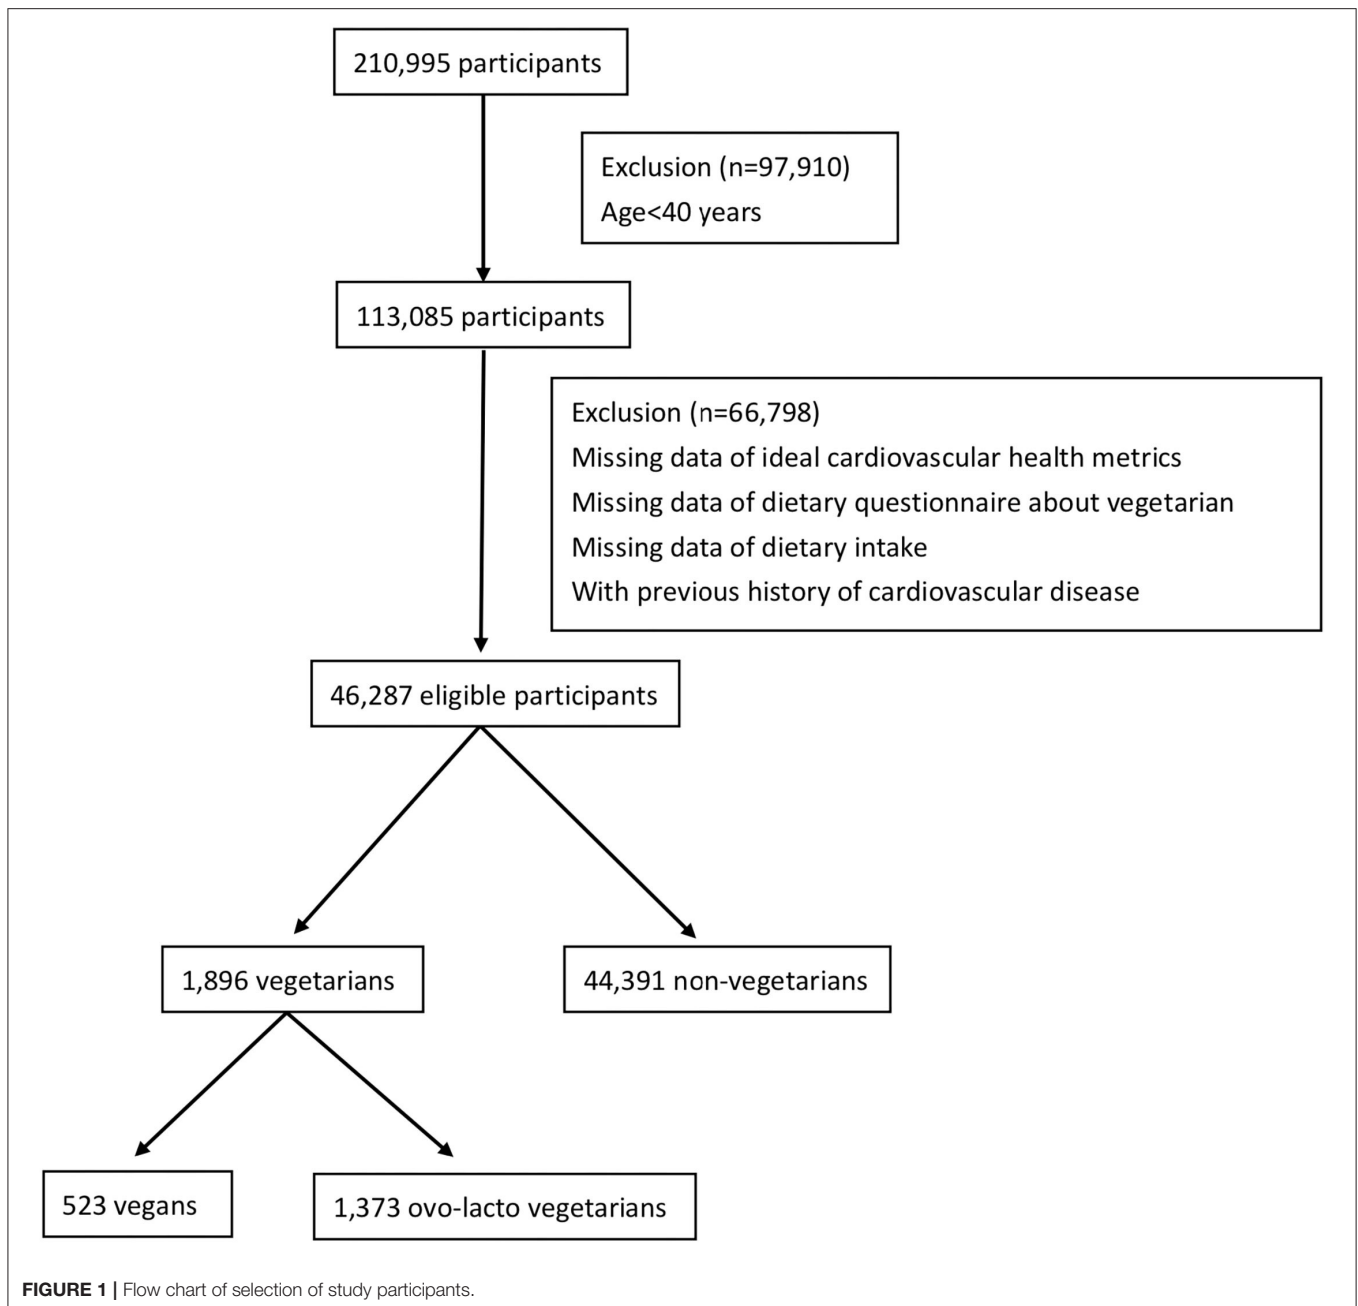 210,995 participants
Exclusion (n=97,910)
Age<40 years
113,085 participants
Exclusion (n=66,798)
Missing data of ideal cardiovascular health metrics
Missing data of dietary questionnaire about vegetarian
Missing data of dietary intake
With previous history of cardiovascular disease
46,287 eligible participants
1,896 vegetarians
44,391 non-vegetarians
523 vegans
1,373 ovo-lacto vegetarians
FIGURE 1 | Flow chart of selection of study participants.